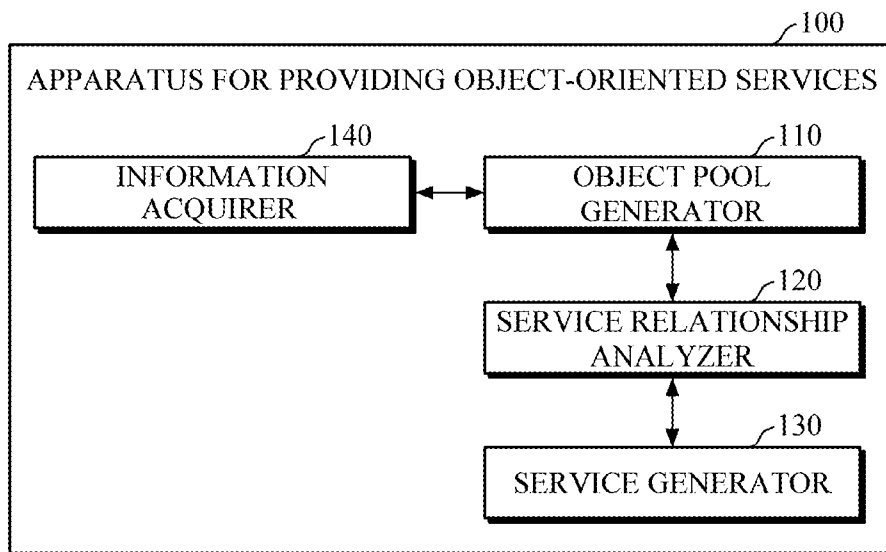 100
APPARATUS FOR PROVIDING OBJECT-ORIENTED SERVICES
140
110
INFORMATION
ACQUIRER
OBJECT POOL
GENERATOR
120
SERVICE RELATIONSHIP
ANALYZER
130
SERVICE GENERATOR